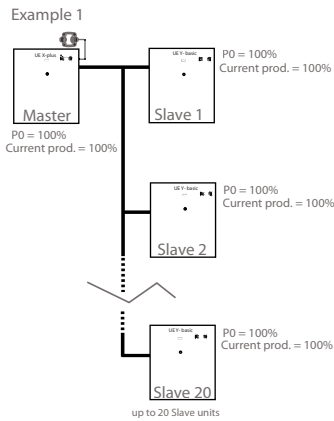 Example 1
UE X-plus
Master
P0 = 100%
Current prod. = 100%
UE Y- basic
Slave 1
P0 = 100%
Current prod. = 100%
UE Y- basic
Slave 2
P0 = 100%
Current prod. = 100%
UE Y- basic
Slave 20
P0 = 100%
Current prod. = 100%
up to 20 Slave units